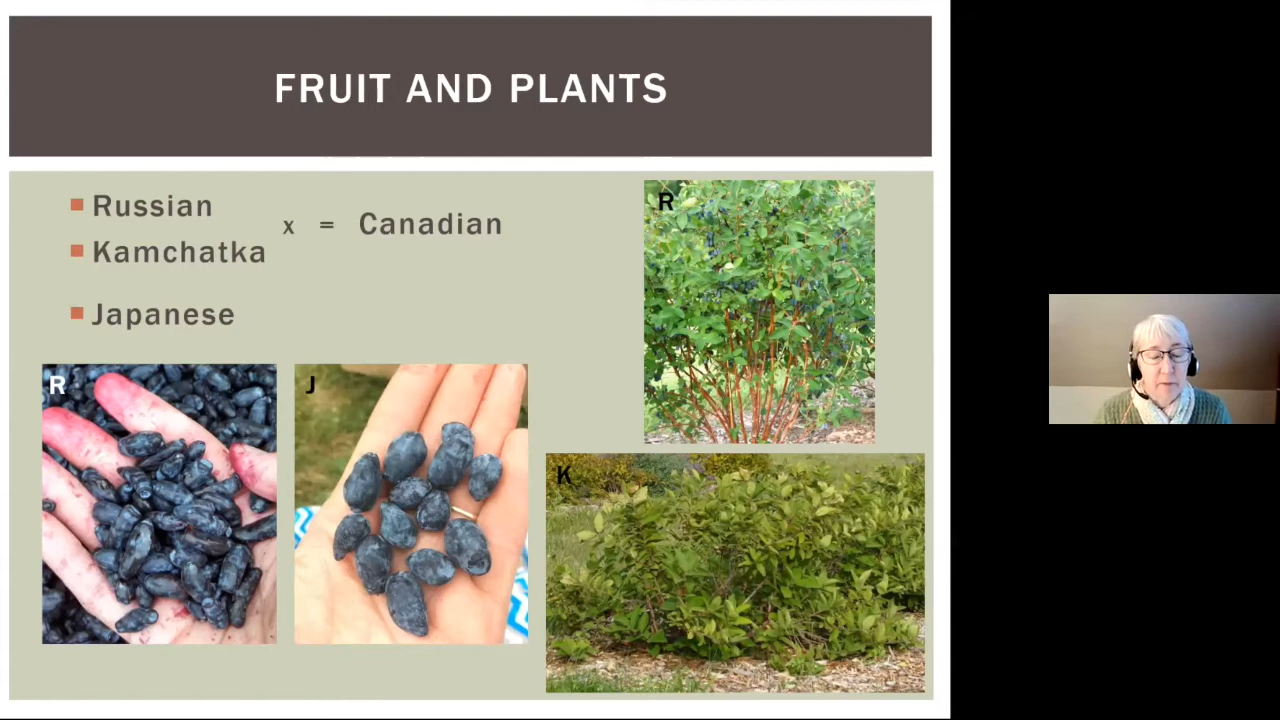 FRUIT AND PLANTS
Russian
x = Canadian
Kamchatka
Japanese
R
R
J
K